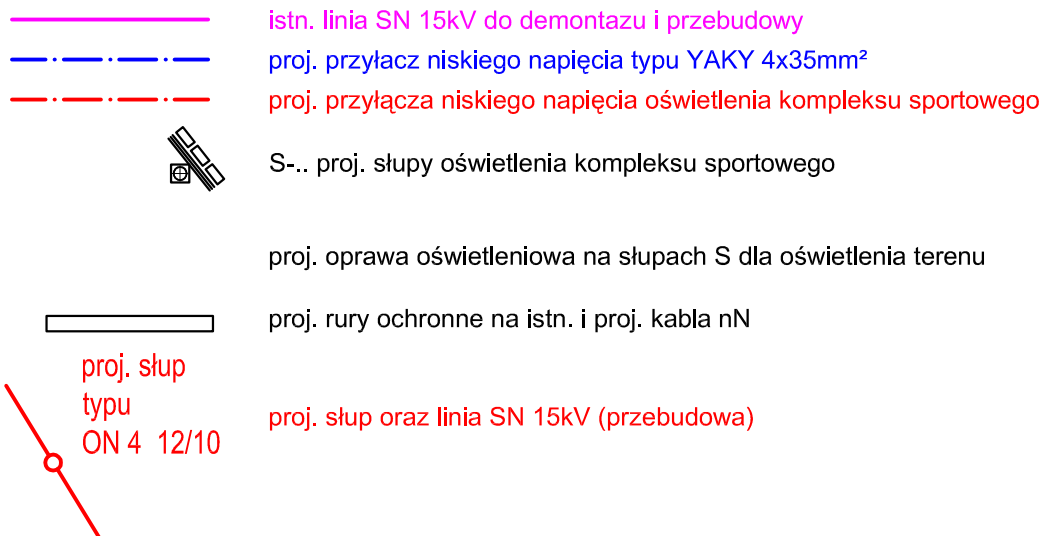 istn. linia SN 15kV do demontazu i przebudowy
proj. przyłacz niskiego napięcia typu YAKY 4x35mm²
proj. przyłącza niskiego napięcia oświetlenia kompleksu sportowego
S-.. proj. słupy oświetlenia kompleksu sportowego
proj. oprawa oświetleniowa na słupach S dla oświetlenia terenu
proj. rury ochronne na istn. i proj. kabla nN
proj. słup
typu
ON 4 12/10
proj. słup oraz linia SN 15kV (przebudowa)